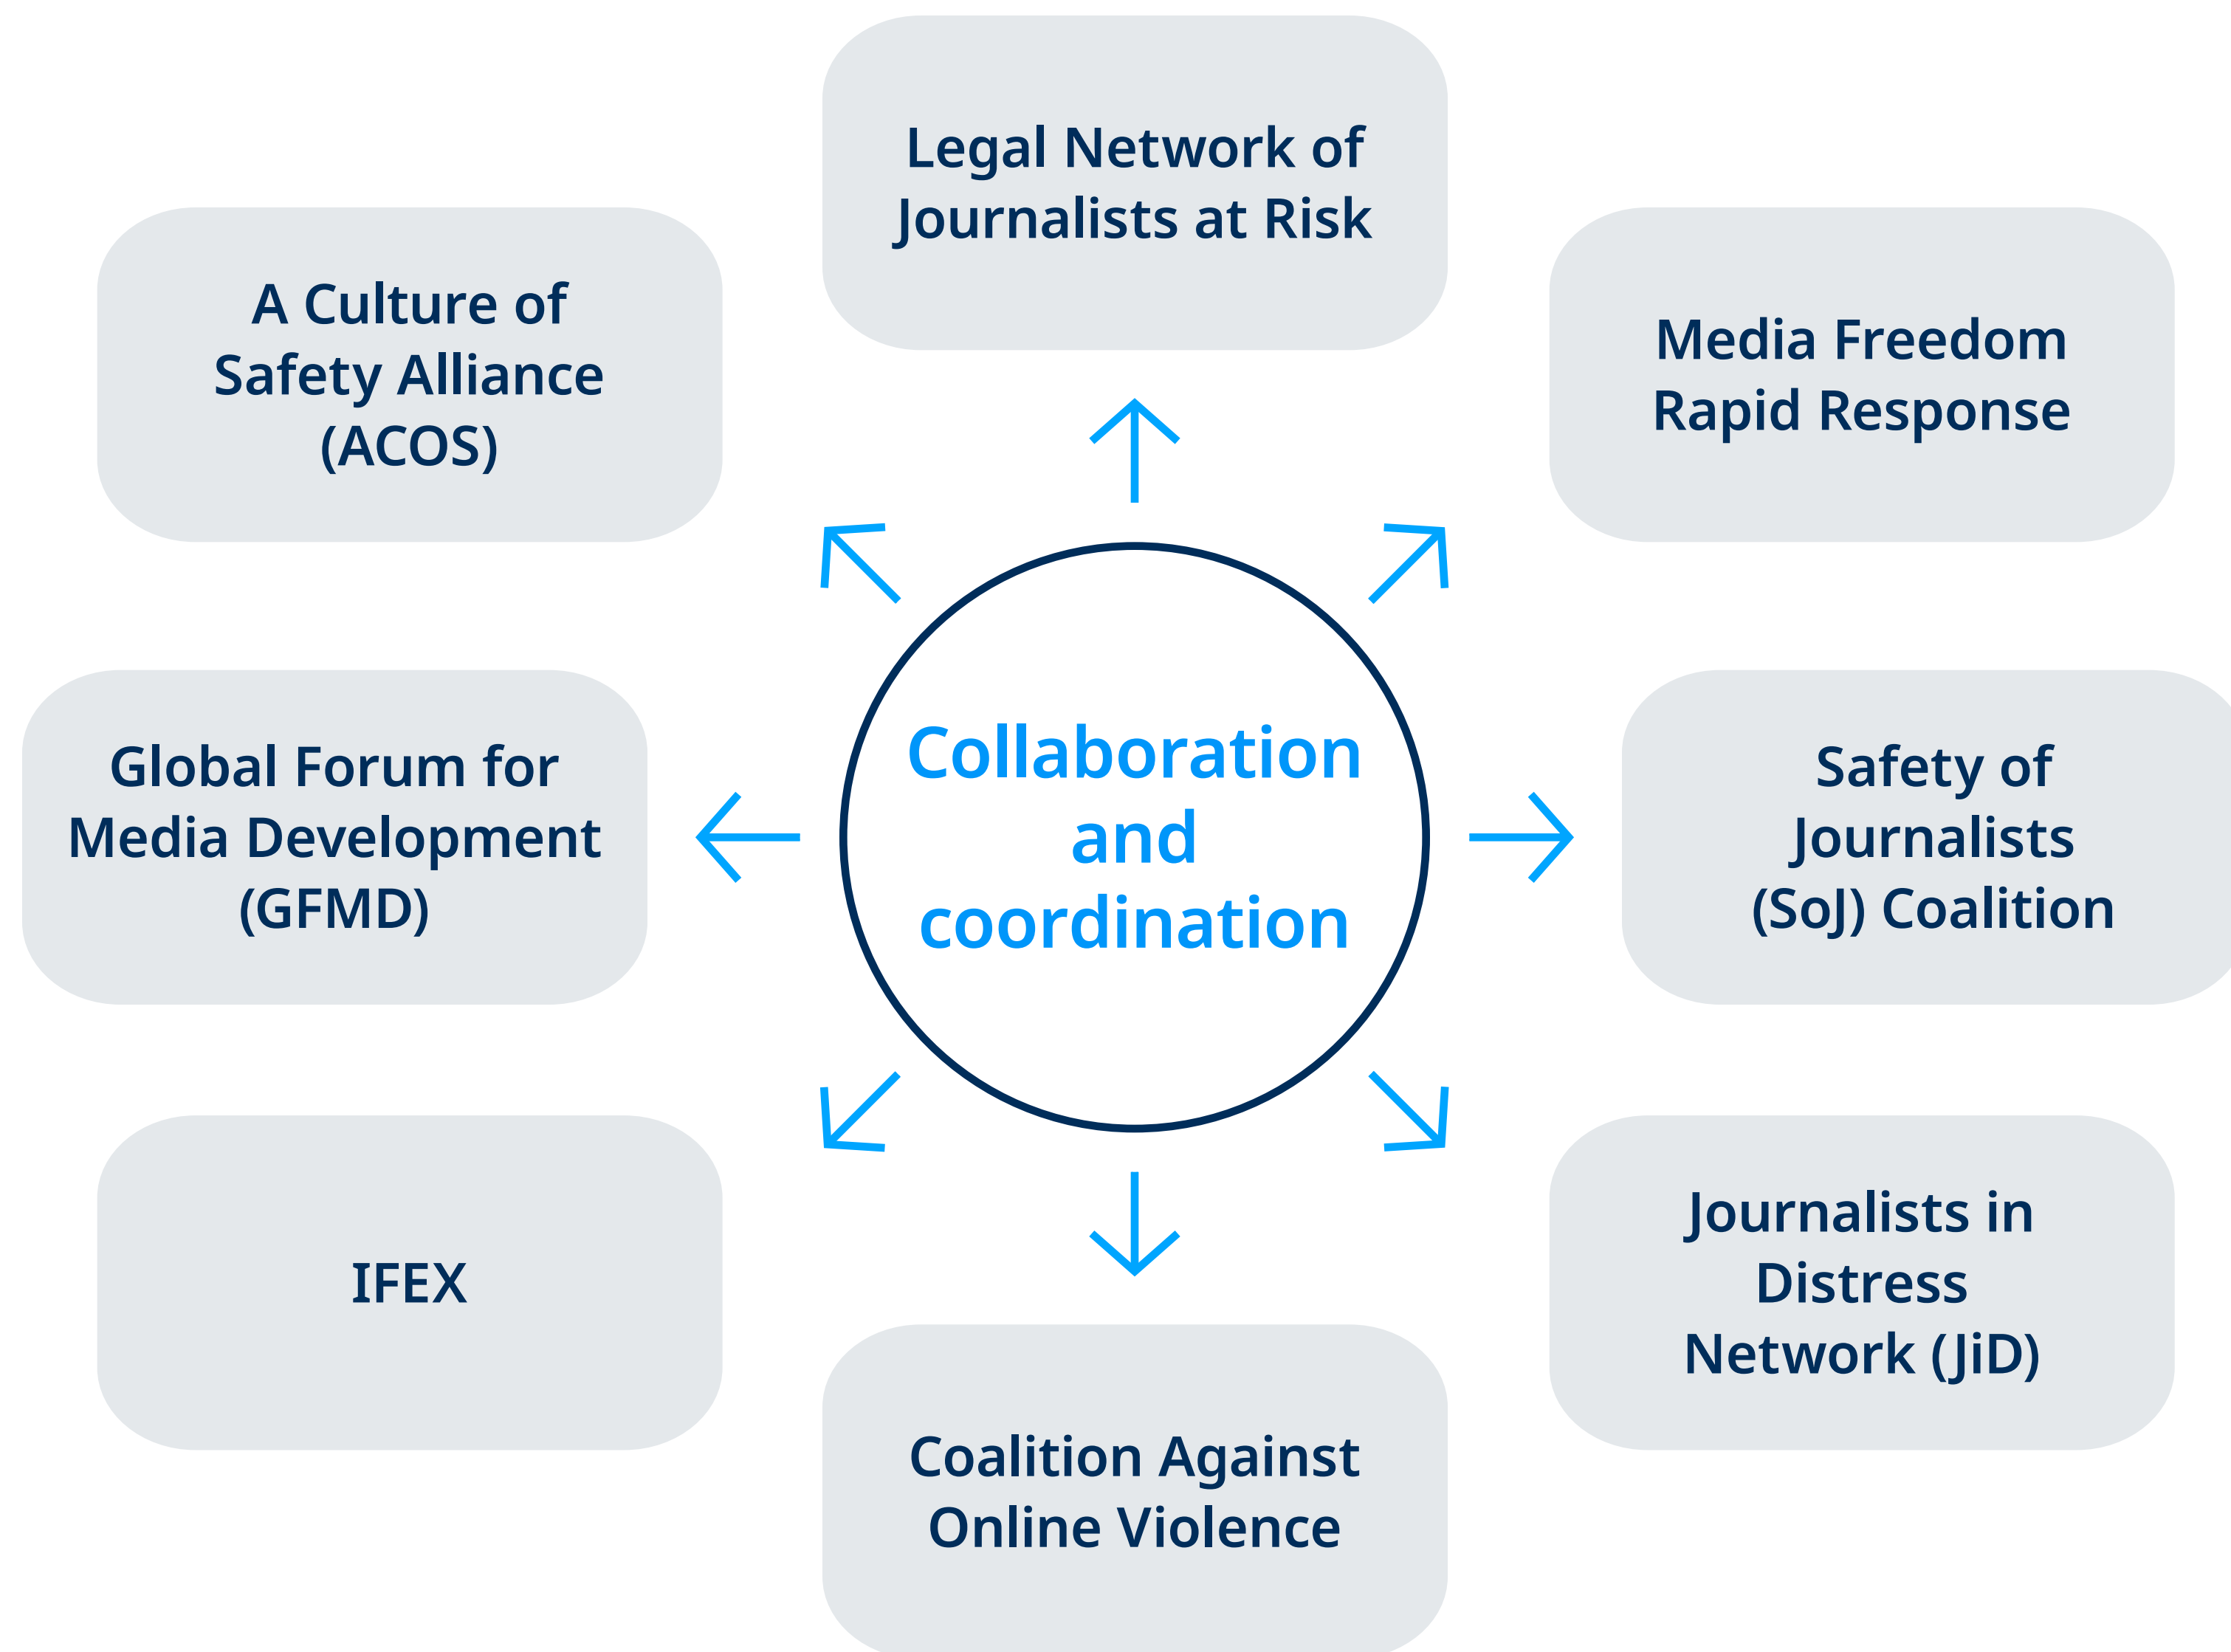 Legal Network of
Journalists at Risk
A Culture of
Safety Alliance
(ACOS)
Media Freedom
Rapid Response
Global Forum for
Media Development
(GFMD)
Collaboration
and
coordination
Safety of
Journalists
(SoJ) Coalition
IFEX
Journalists in
Distress
Network (JiD)
Coalition Against
Online Violence